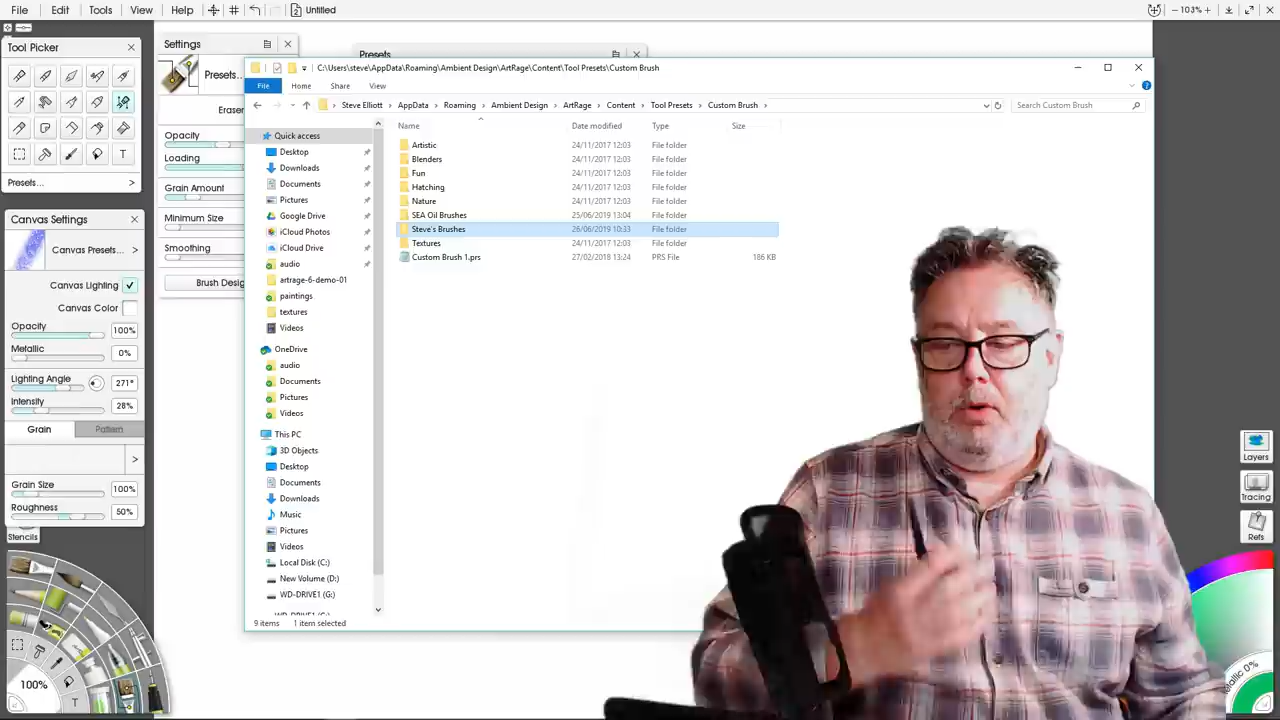 File Edit Tools View Help Untitled 103%
Tool Picker
Presets...
Canvas Settings
Canvas Presets...
Canvas Lighting
Canvas Color
Opacity 100%
Metallic 0%
Lighting Angle 271°
Intensity 28%
Grain Pattern
Grain Size 100%
Roughness 50%
Stencils
100%
Settings
Presets...
Eraser
Opacity
Loading
Grain Amount
Minimum Size
Smoothing
Brush Desig
Presets
C:\Users\steve\AppData\Roaming\Ambient Design\ArtRage\Content\Tool Presets\Custom Brush
File Home Share View
Steve Elliott > AppData > Roaming > Ambient Design > ArtRage > Content > Tool Presets > Custom Brush >
Search Custom Brush
Quick access
Desktop
Downloads
Documents
Pictures
Google Drive
iCloud Photos
iCloud Drive
audio
artrage-6-demo-01
paintings
textures
Videos
OneDrive
audio
Documents
Pictures
Videos
This PC
3D Objects
Desktop
Documents
Downloads
Music
Pictures
Videos
Local Disk (C:)
New Volume (D:)
WD-DRIVE1 (G:)
Name Date modified Type Size
Artistic 24/11/2017 12:03 File folder
Blenders 24/11/2017 12:03 File folder
Fun 24/11/2017 12:03 File folder
Hatching 24/11/2017 12:03 File folder
Nature 24/11/2017 12:03 File folder
SEA Oil Brushes 25/06/2019 13:04 File folder
Steve's Brushes 26/06/2019 10:33 File folder
Textures 24/11/2017 12:03 File folder
Custom Brush 1.prs 27/02/2018 13:24 PRS File 186 KB
9 items 1 item selected
Layers
Tracing
Refs
Metallic 0%